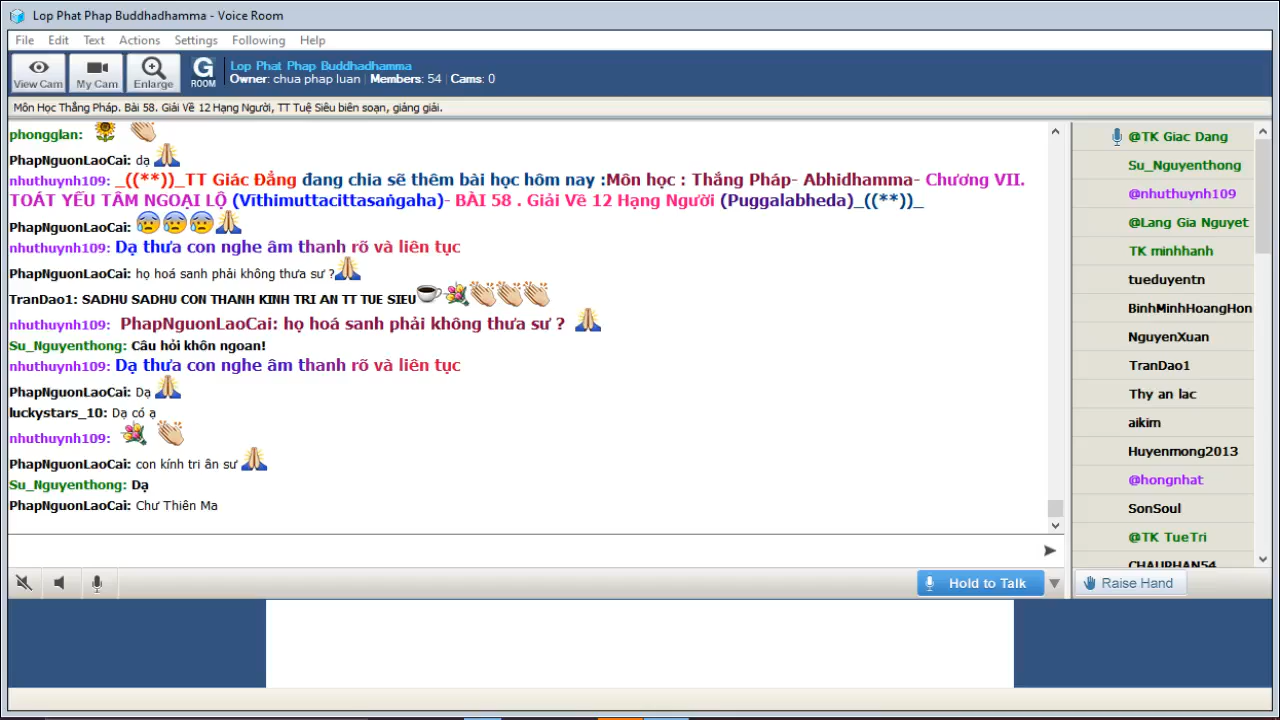 Lop Phat Phap Buddhadhamma - Voice Room
File Edit Text Actions Settings Following Help
View Cam My Cam Enlarge G ROOM
Lop Phat Phap Buddhadhamma
Owner: chua phap luan | Members: 54 | Cams: 0
Môn Học Thắng Pháp. Bài 58. Giải Về 12 Hạng Người, TT Tuệ Siêu biên soạn, giảng giải.
phongglan:
PhapNguonLaoCai: dạ
nhuthuynh109: _((**))_TT Giác Đẳng đang chia sẽ thêm bài học hôm nay :Môn học : Thắng Pháp- Abhidhamma- Chương VII.
TOÁT YẾU TÂM NGOẠI LỘ (Vīthimuttacittasaṅgaha)- BÀI 58 . Giải Về 12 Hạng Người (Puggalabheda)_((**))_
PhapNguonLaoCai:
nhuthuynh109: Dạ thưa con nghe âm thanh rõ và liên tục
PhapNguonLaoCai: họ hoá sanh phải không thưa sư ?
TranDao1: SADHU SADHU CON THANH KINH TRI AN TT TUE SIEU
nhuthuynh109: PhapNguonLaoCai: họ hoá sanh phải không thưa sư ?
Su_Nguyenthong: Câu hỏi khôn ngoan!
nhuthuynh109: Dạ thưa con nghe âm thanh rõ và liên tục
PhapNguonLaoCai: Dạ
luckystars_10: Dạ có ạ
nhuthuynh109:
PhapNguonLaoCai: con kính tri ân sư
Su_Nguyenthong: Dạ
PhapNguonLaoCai: Chư Thiên Ma
@TK Giac Dang
Su_Nguyenthong
@nhuthuynh109
@Lang Gia Nguyet
TK minhhanh
tueduyentn
BinhMinhHoangHon
NguyenXuan
TranDao1
Thy an lac
aikim
Huyenmong2013
@hongnhat
SonSoul
@TK TueTri
CHAUPHAN54
Hold to Talk
Raise Hand